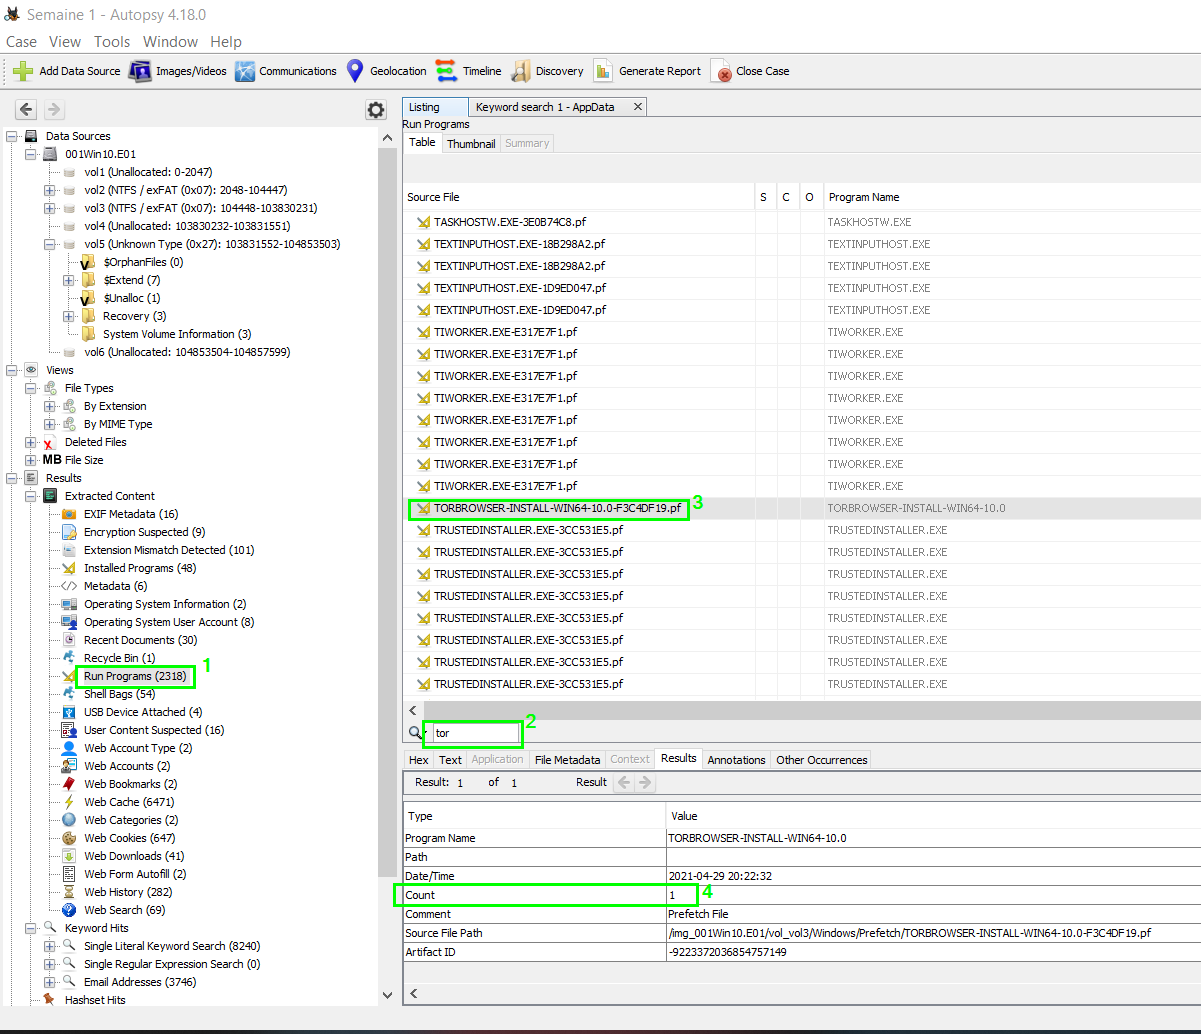 Semaine 1 - Autopsy 4.18.0
Case View Tools Window Help
Add Data Source Images/Videos Communications Geolocation Timeline Discovery Generate Report Close Case
Data Sources
001Win10.E01
vol1 (Unallocated: 0-2047)
vol2 (NTFS / exFAT (0x07): 2048-104447)
vol3 (NTFS / exFAT (0x07): 104448-103830231)
vol4 (Unallocated: 103830232-103831551)
vol5 (Unknown Type (0x27): 103831552-104853503)
$OrphanFiles (0)
$Extend (7)
$Unalloc (1)
Recovery (3)
System Volume Information (3)
vol6 (Unallocated: 104853504-104857599)
Views
File Types
By Extension
By MIME Type
Deleted Files
MB File Size
Results
Extracted Content
EXIF Metadata (16)
Encryption Suspected (9)
Extension Mismatch Detected (101)
Installed Programs (48)
Metadata (6)
Operating System Information (2)
Operating System User Account (8)
Recent Documents (30)
Recycle Bin (1)
Run Programs (2318)
1
Shell Bags (54)
USB Device Attached (4)
User Content Suspected (16)
Web Account Type (2)
Web Accounts (2)
Web Bookmarks (2)
Web Cache (6471)
Web Categories (2)
Web Cookies (647)
Web Downloads (41)
Web Form Autofill (2)
Web History (282)
Web Search (69)
Keyword Hits
Single Literal Keyword Search (8240)
Single Regular Expression Search (0)
Email Addresses (3746)
Hashset Hits
Listing Keyword search 1 - AppData
Run Programs
Table Thumbnail Summary
Source File S C O Program Name
TASKHOSTW.EXE-3E0B74C8.pf TASKHOSTW.EXE
TEXTINPUTHOST.EXE-18B298A2.pf TEXTINPUTHOST.EXE
TEXTINPUTHOST.EXE-18B298A2.pf TEXTINPUTHOST.EXE
TEXTINPUTHOST.EXE-1D9ED047.pf TEXTINPUTHOST.EXE
TEXTINPUTHOST.EXE-1D9ED047.pf TEXTINPUTHOST.EXE
TIWORKER.EXE-E317E7F1.pf TIWORKER.EXE
TIWORKER.EXE-E317E7F1.pf TIWORKER.EXE
TIWORKER.EXE-E317E7F1.pf TIWORKER.EXE
TIWORKER.EXE-E317E7F1.pf TIWORKER.EXE
TIWORKER.EXE-E317E7F1.pf TIWORKER.EXE
TIWORKER.EXE-E317E7F1.pf TIWORKER.EXE
TIWORKER.EXE-E317E7F1.pf TIWORKER.EXE
TIWORKER.EXE-E317E7F1.pf TIWORKER.EXE
TORBROWSER-INSTALL-WIN64-10.0-F3C4DF19.pf 3 TORBROWSER-INSTALL-WIN64-10.0
TRUSTEDINSTALLER.EXE-3CC531E5.pf TRUSTEDINSTALLER.EXE
TRUSTEDINSTALLER.EXE-3CC531E5.pf TRUSTEDINSTALLER.EXE
TRUSTEDINSTALLER.EXE-3CC531E5.pf TRUSTEDINSTALLER.EXE
TRUSTEDINSTALLER.EXE-3CC531E5.pf TRUSTEDINSTALLER.EXE
TRUSTEDINSTALLER.EXE-3CC531E5.pf TRUSTEDINSTALLER.EXE
TRUSTEDINSTALLER.EXE-3CC531E5.pf TRUSTEDINSTALLER.EXE
TRUSTEDINSTALLER.EXE-3CC531E5.pf TRUSTEDINSTALLER.EXE
TRUSTEDINSTALLER.EXE-3CC531E5.pf TRUSTEDINSTALLER.EXE
tor 2
Hex Text Application File Metadata Context Results Annotations Other Occurrences
Result: 1 of 1 Result
Type Value
Program Name TORBROWSER-INSTALL-WIN64-10.0
Path
Date/Time 2021-04-29 20:22:32
Count 1 4
Comment Prefetch File
Source File Path /img_001Win10.E01/vol_vol3/Windows/Prefetch/TORBROWSER-INSTALL-WIN64-10.0-F3C4DF19.pf
Artifact ID -9223372036854757149